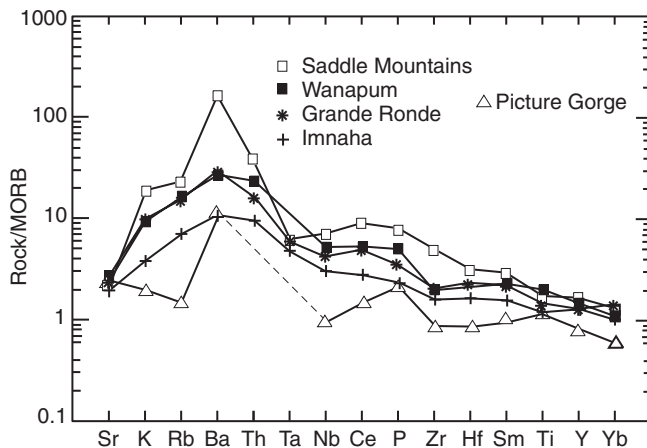 1000
100
10
1
0.1
Rock/MORB
Saddle Mountains
Wanapum
Grande Ronde
Imnaha
Picture Gorge
Sr K Rb Ba Th Ta Nb Ce P Zr Hf Sm Ti Y Yb